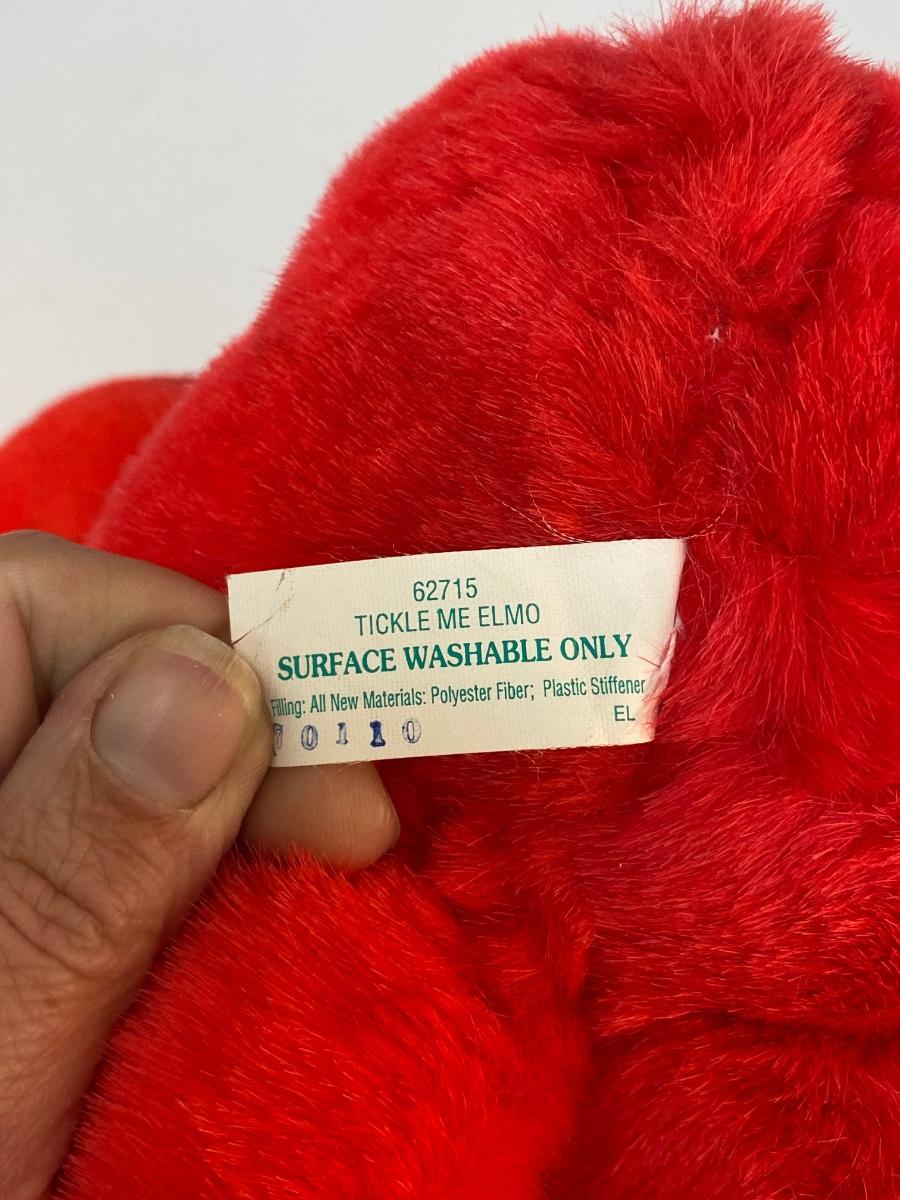 62715
TICKLE ME ELMO
SURFACE WASHABLE ONLY
Filling: All New Materials: Polyester Fiber; Plastic Stiffener
EL
70110